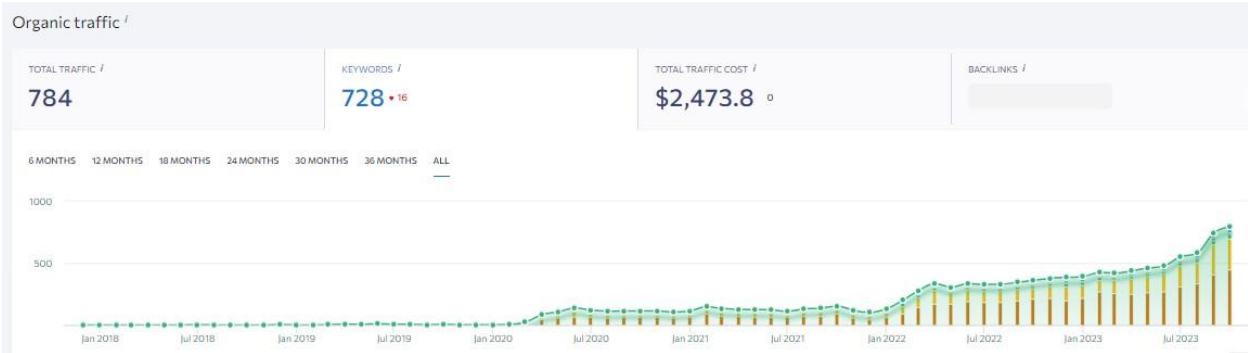 Organic traffic i
TOTAL TRAFFIC i
784
KEYWORDS i
728 16
TOTAL TRAFFIC COST i
$2,473.8 0
BACKLINKS i
6 MONTHS 12 MONTHS 18 MONTHS 24 MONTHS 30 MONTHS 36 MONTHS ALL
1000
500
Jan 2018 Jul 2018 Jan 2019 Jul 2019 Jan 2020 Jul 2020 Jan 2021 Jul 2021 Jan 2022 Jul 2022 Jan 2023 Jul 2023